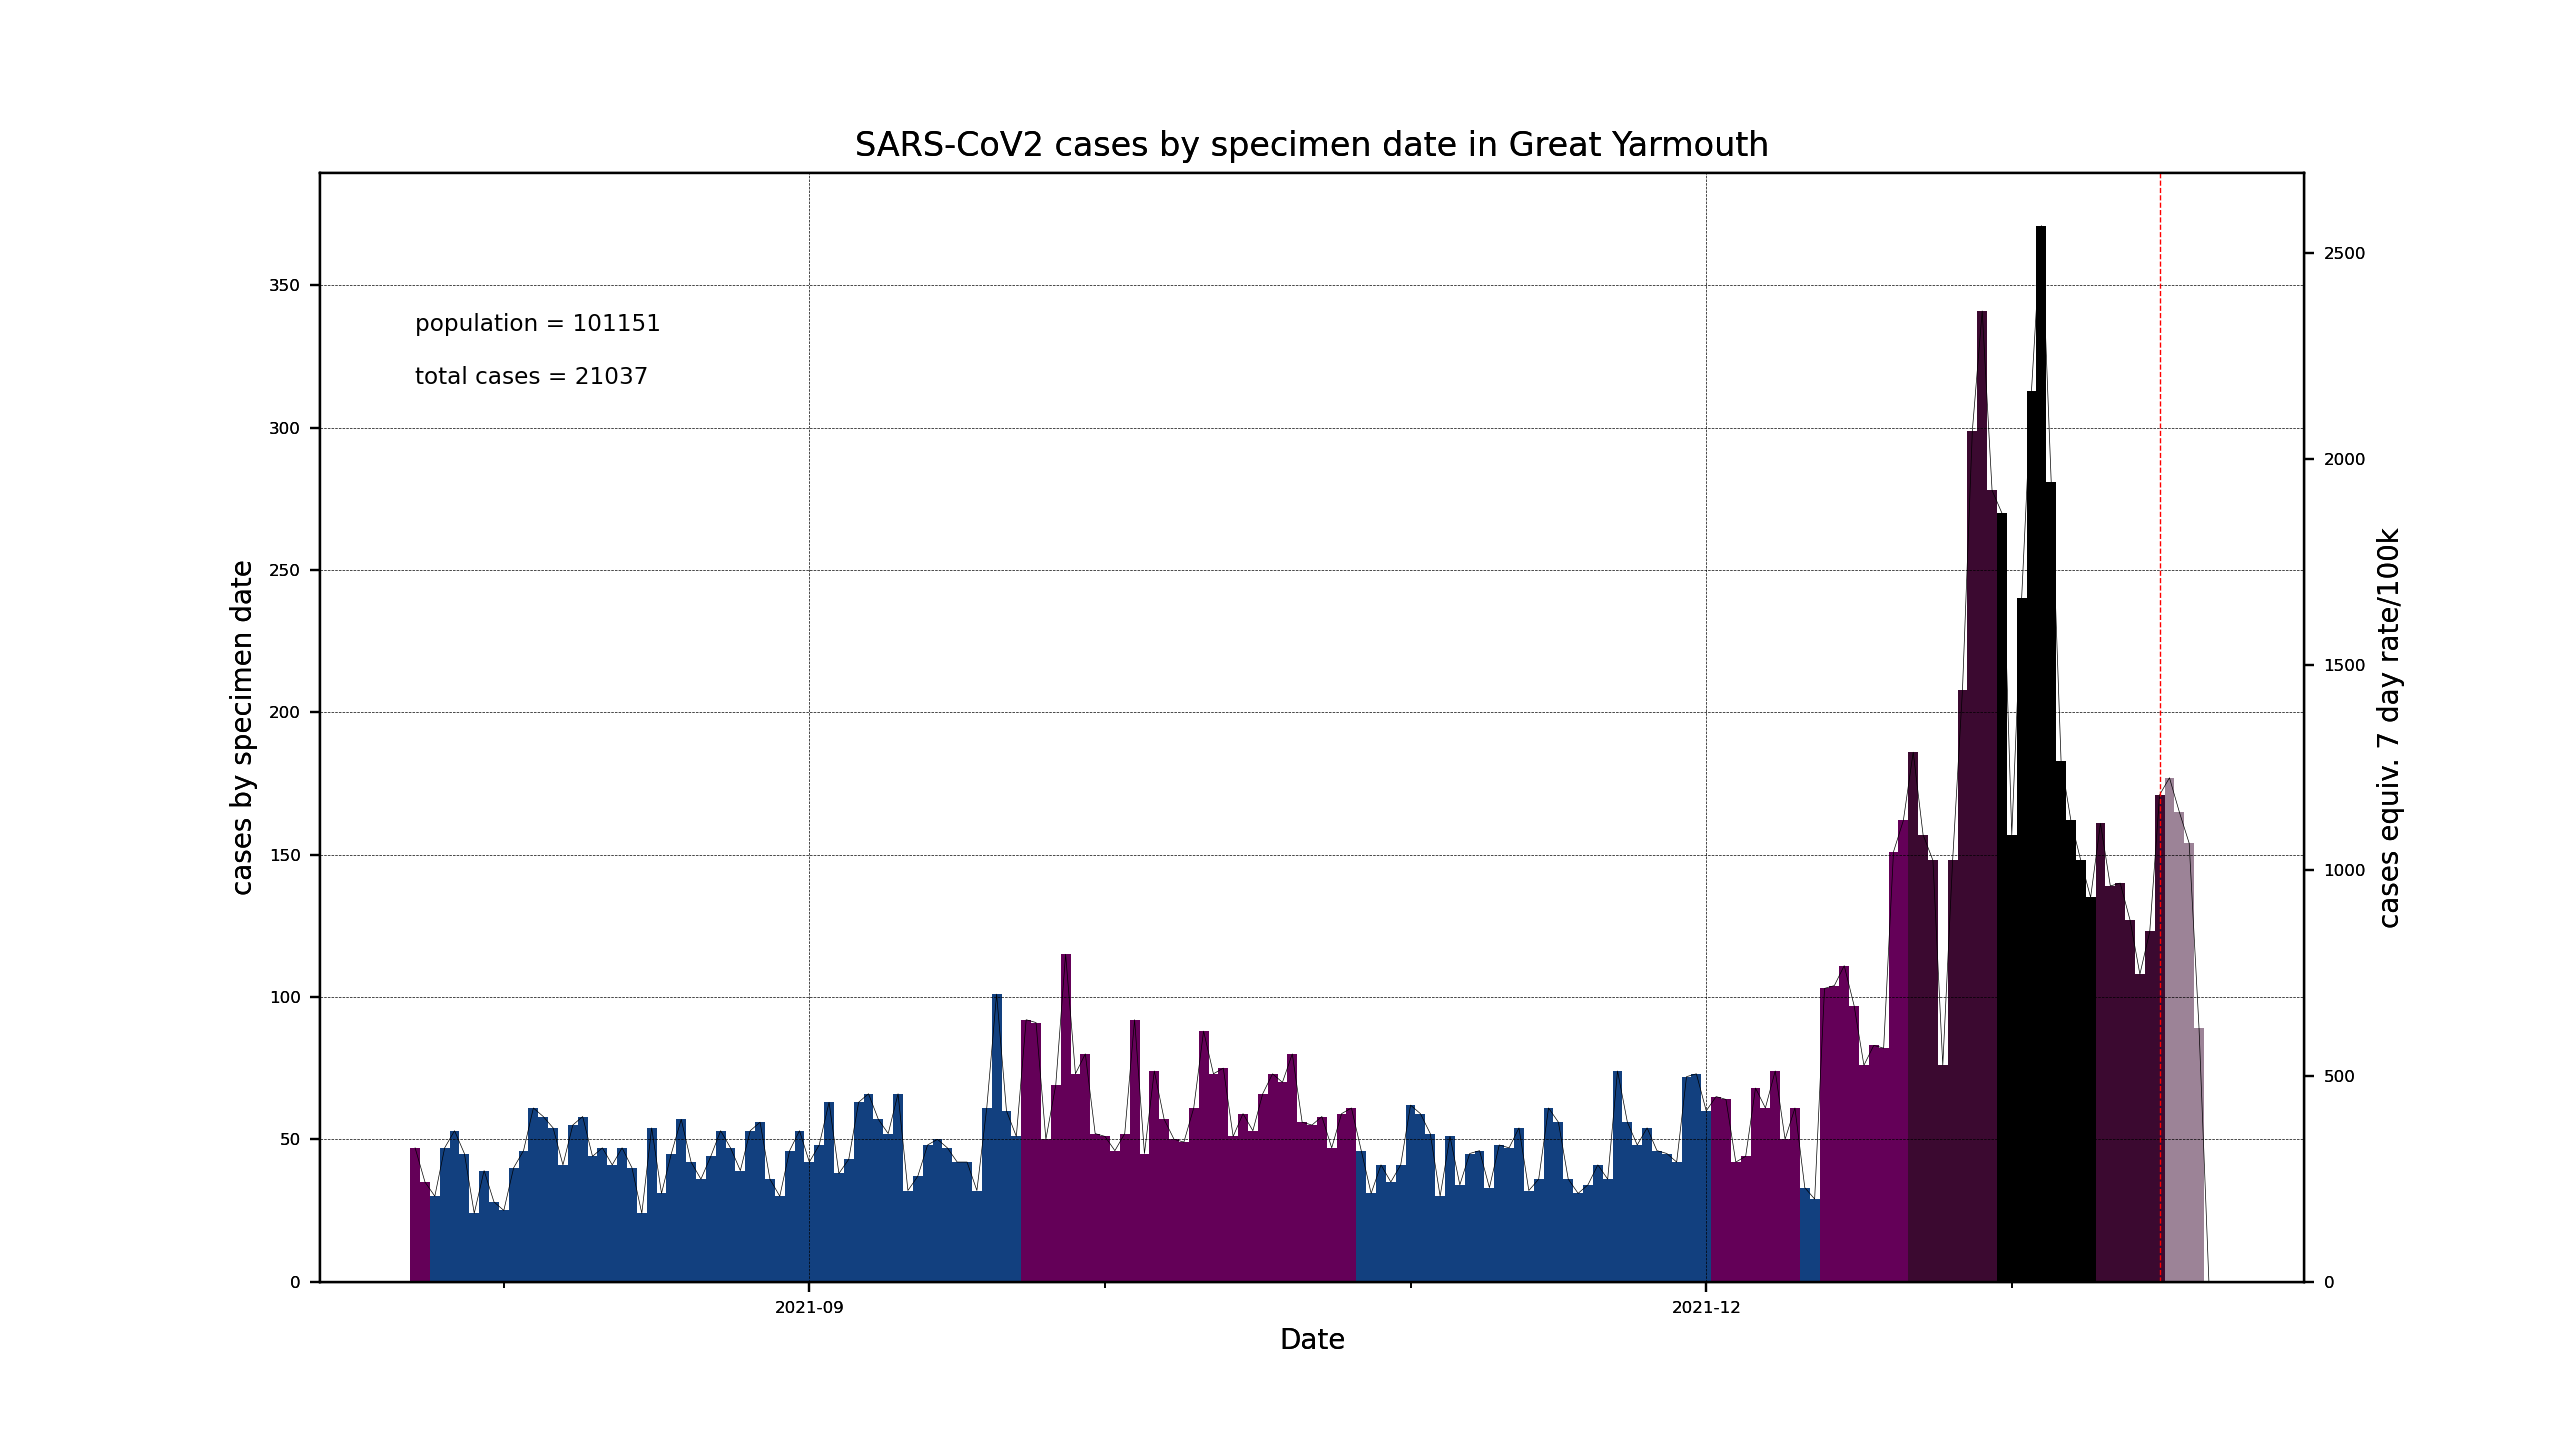 SARS-CoV2 cases by specimen date in Great Yarmouth
population = 101151
total cases = 21037
cases by specimen date
350
300
250
200
150
100
50
0
2500
2000
1500
1000
500
0
cases equiv. 7 day rate/100k
2021-09
2021-12
Date